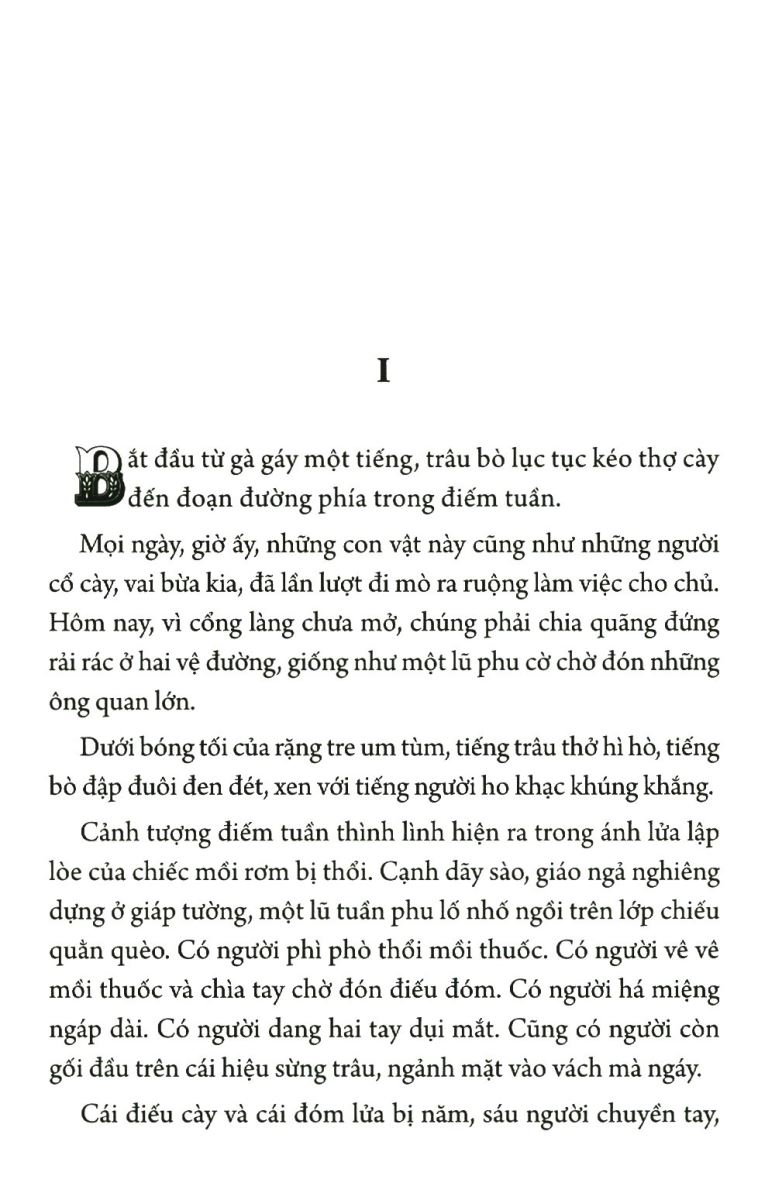 I
Bắt đầu từ gà gáy một tiếng, trâu bò lục tục kéo thợ cày
đến đoạn đường phía trong điếm tuần.
Mọi ngày, giờ ấy, những con vật này cũng như những người
cổ cày, vai bừa kia, đã lần lượt đi mò ra ruộng làm việc cho chủ.
Hôm nay, vì cổng làng chưa mở, chúng phải chia quãng đứng
rải rác ở hai vệ đường, giống như một lũ phu cờ chờ đón những
ông quan lớn.
Dưới bóng tối của rặng tre um tùm, tiếng trâu thở hì hò, tiếng
bò đập đuôi đen đét, xen với tiếng người ho khạc khúng khắng.
Cảnh tượng điếm tuần thình lình hiện ra trong ánh lửa lập
lòe của chiếc mồi rơm bị thổi. Cạnh dãy sào, giáo ngả nghiêng
dựng ở giáp tường, một lũ tuần phu lố nhố ngồi trên lớp chiếu
quằn quèo. Có người phì phò thổi mồi thuốc. Có người vê vê
mồi thuốc và chìa tay chờ đón điếu đóm. Có người há miệng
ngáp dài. Có người dang hai tay dụi mắt. Cũng có người còn
gối đầu trên cái hiệu sừng trâu, ngảnh mặt vào vách mà ngáy.
Cái điếu cày và cái đóm lửa bị năm, sáu người chuyền tay,